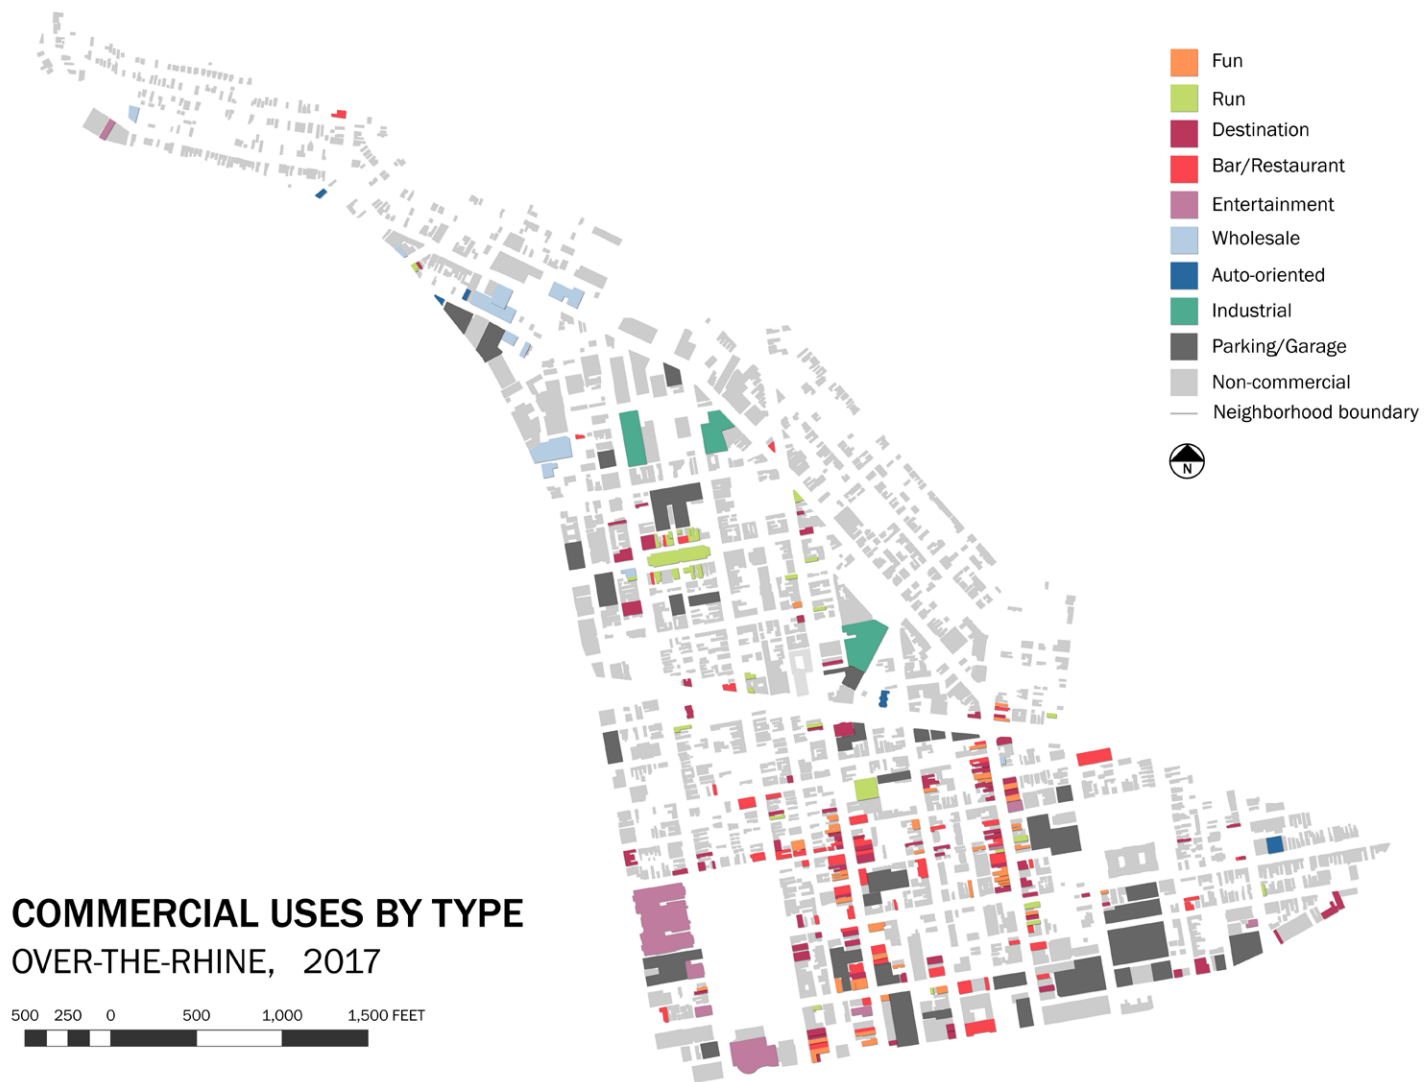 Fun
Run
Destination
Bar/Restaurant
Entertainment
Wholesale
Auto-oriented
Industrial
Parking/Garage
Non-commercial
Neighborhood boundary
N
COMMERCIAL USES BY TYPE
OVER-THE-RHINE, 2017
500 250 0 500 1,000 1,500 FEET